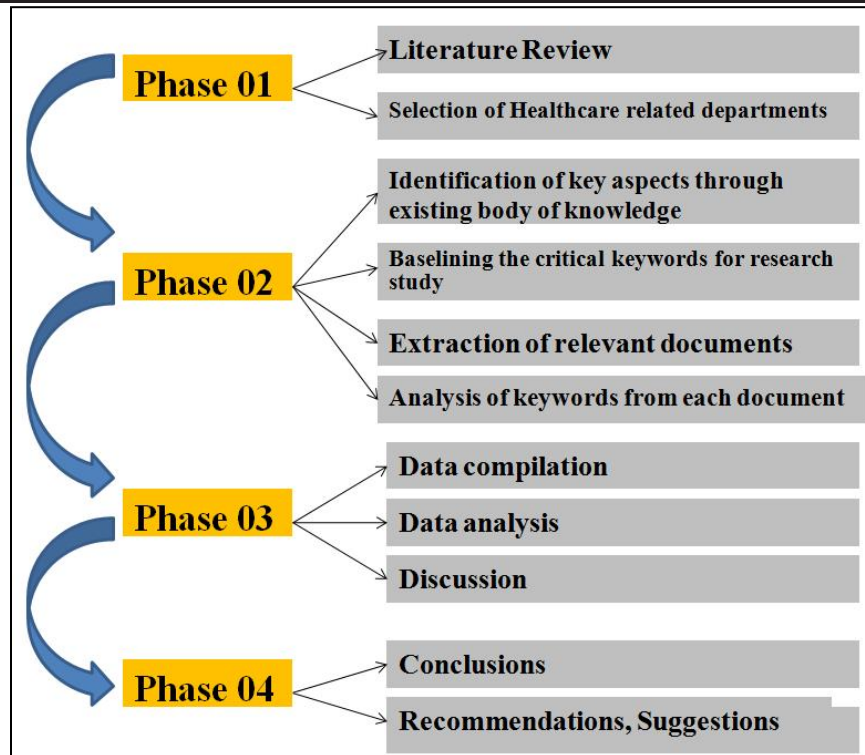 Phase 01
Literature Review
Selection of Healthcare related departments
Phase 02
Identification of key aspects through
existing body of knowledge
Baselining the critical keywords for research
study
Extraction of relevant documents
Analysis of keywords from each document
Phase 03
Data compilation
Data analysis
Discussion
Phase 04
Conclusions
Recommendations, Suggestions